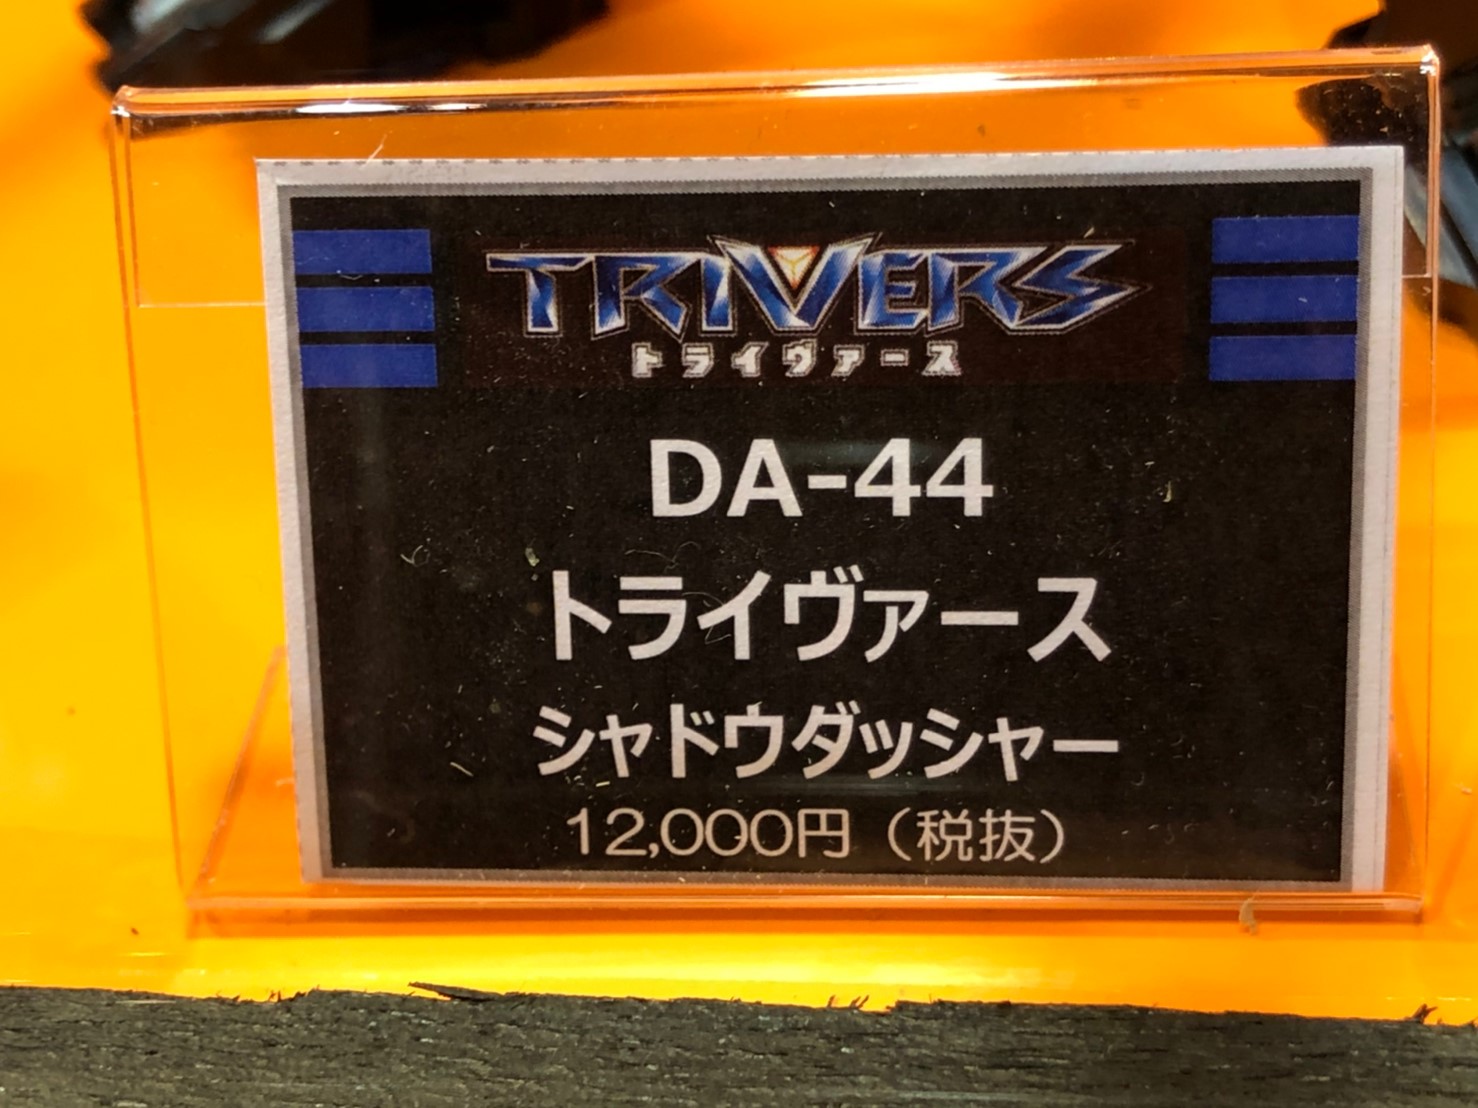 TRIVERS
トライヴァース
DA-44
トライヴァース
シャドウダッシャー
12,000円（税抜）